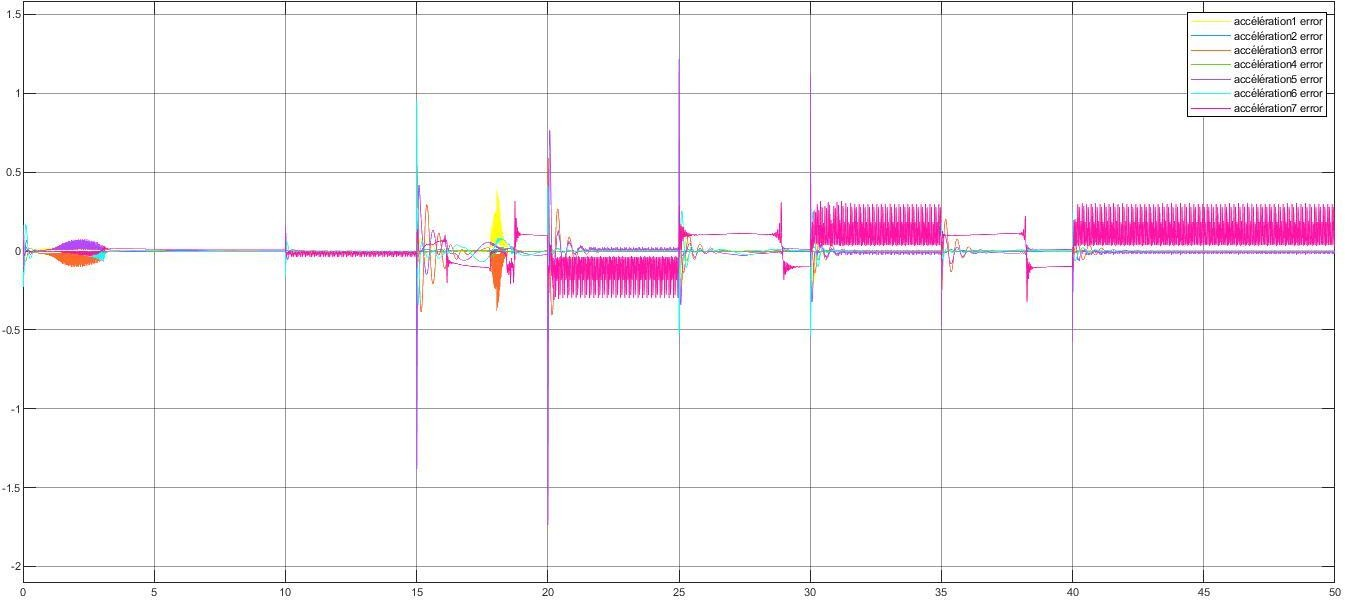 1.5
1
0.5
0
-0.5
-1
-1.5
-2
0 5 10 15 20 25 30 35 40 45 50
accélération1 error
accélération2 error
accélération3 error
accélération4 error
accélération5 error
accélération6 error
accélération7 error